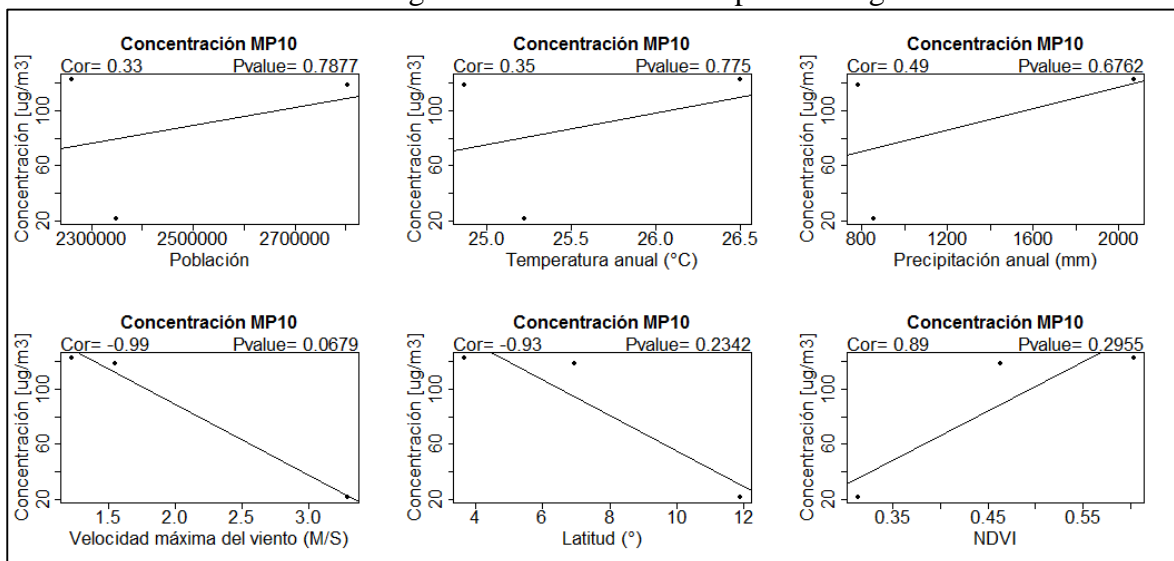 Concentración MP10
Cor= 0.33 Pvalue= 0.7877
Concentración [ug/m3]
20 60 100
2300000 2500000 2700000
Población
Concentración MP10
Cor= 0.35 Pvalue= 0.775
Concentración [ug/m3]
20 60 100
25.0 25.5 26.0 26.5
Temperatura anual (°C)
Concentración MP10
Cor= 0.49 Pvalue= 0.6762
Concentración [ug/m3]
20 60 100
800 1200 1600 2000
Precipitación anual (mm)
Concentración MP10
Cor= -0.99 Pvalue= 0.0679
Concentración [ug/m3]
20 60 100
1.5 2.0 2.5 3.0
Velocidad máxima del viento (M/S)
Concentración MP10
Cor= -0.93 Pvalue= 0.2342
Concentración [ug/m3]
20 60 100
4 6 8 10 12
Latitud (°)
Concentración MP10
Cor= 0.89 Pvalue= 0.2955
Concentración [ug/m3]
20 60 100
0.35 0.45 0.55
NDVI